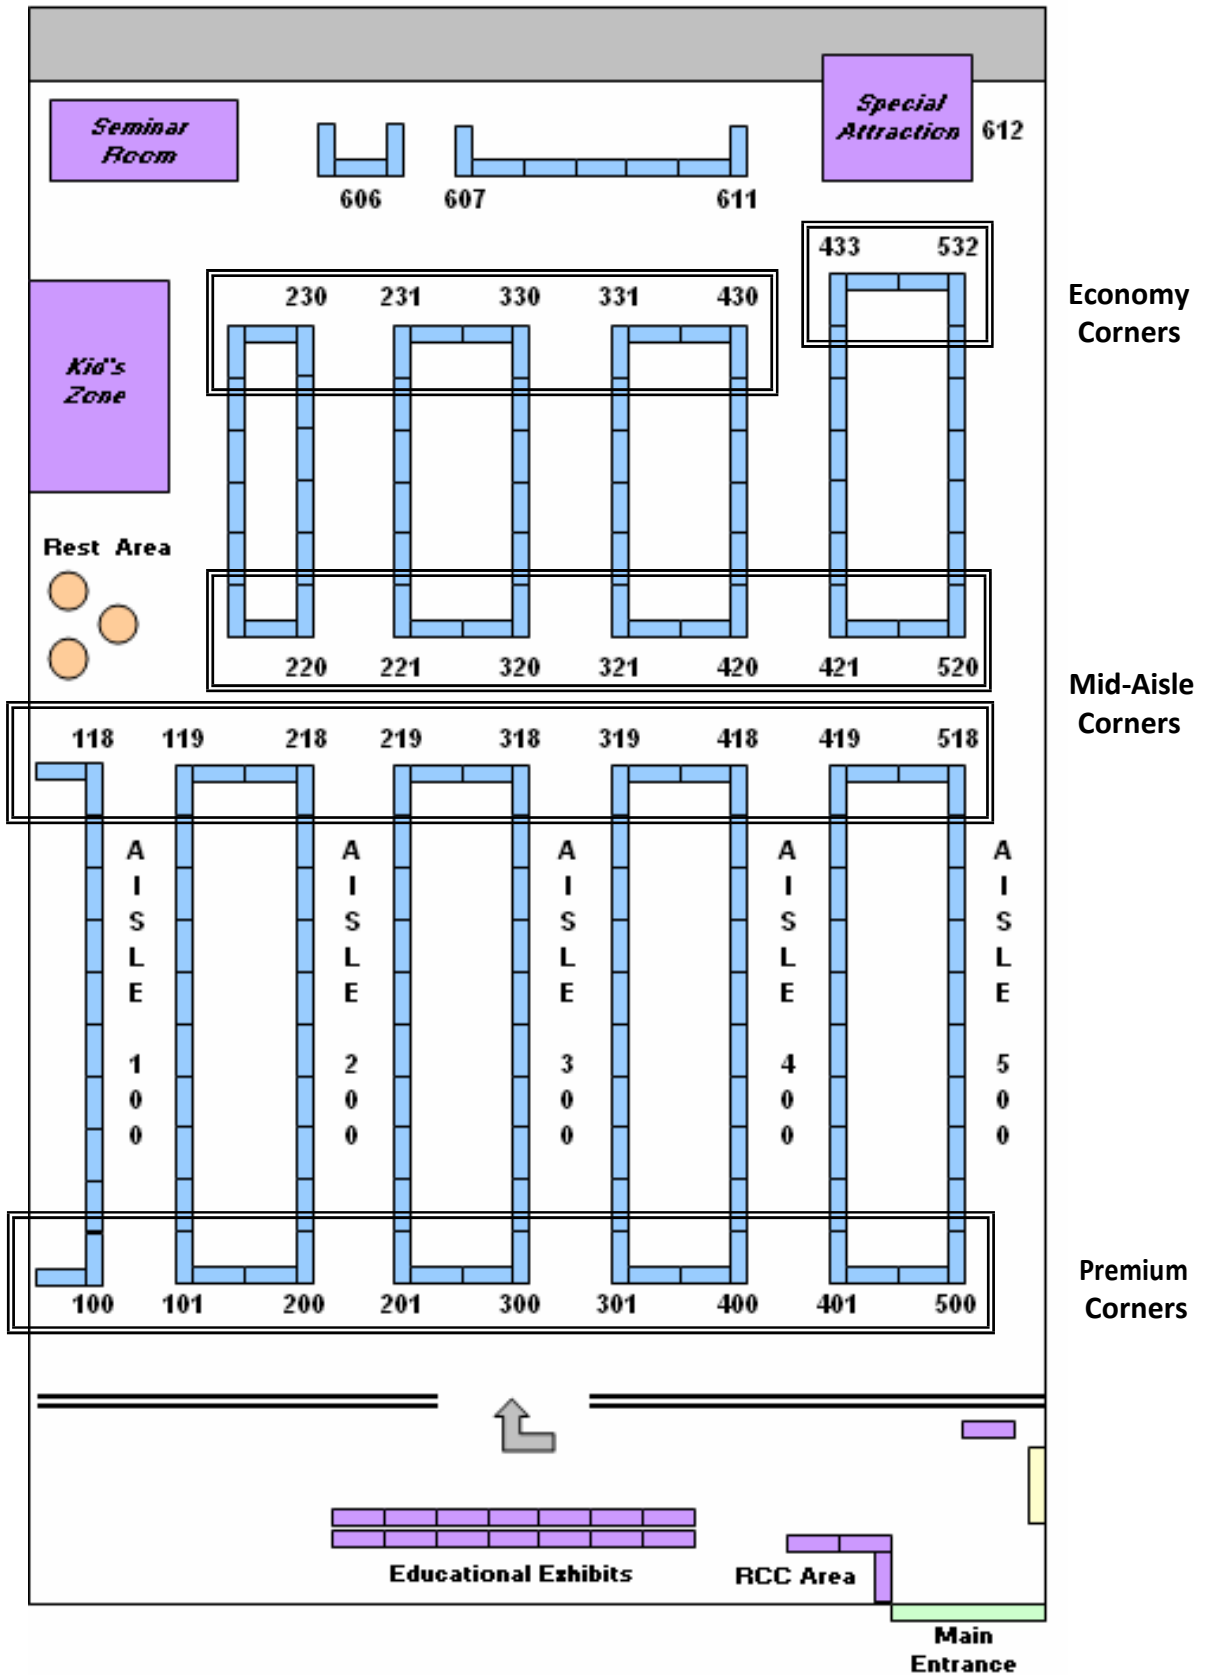 Seminar
Room
Special
Attraction
612
606
607
611
433
532
Economy
Corners
230
231
330
331
430
Kid"s
Zone
Rest Area
220
221
320
321
420
421
520
Mid-Aisle
Corners
118
119
218
219
318
319
418
419
518
AISLE 100
AISLE 200
AISLE 300
AISLE 400
AISLE 500
Premium
Corners
100
101
200
201
300
301
400
401
500
Educational Exhibits
RCC Area
Main
Entrance